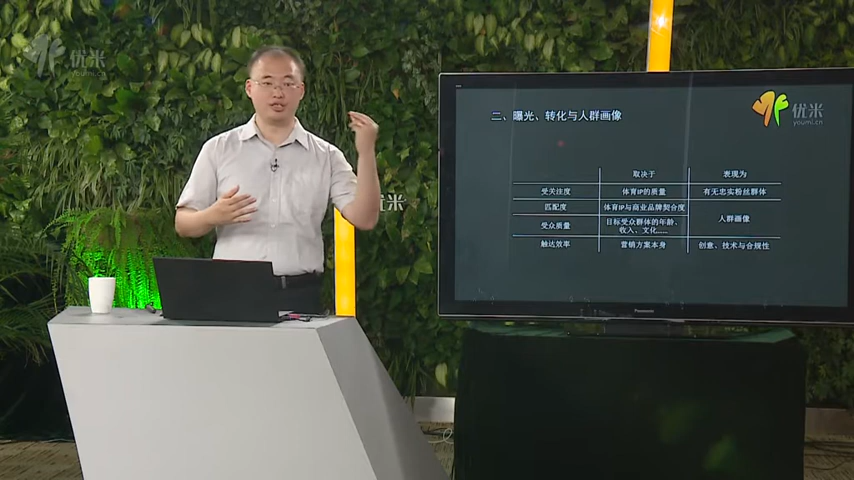 优米
youmi.cn
优米
二、曝光、转化与人群画像
优米
youmi.cn
取决于 表现为
受关注度 体育IP的质量 有无忠实粉丝群体
匹配度 体育IP与商业品牌契合度 人群画像
受众质量 目标受众群体的年龄、
收入、文化......
触达效率 营销方案本身 创意、技术与合规性
Panasonic